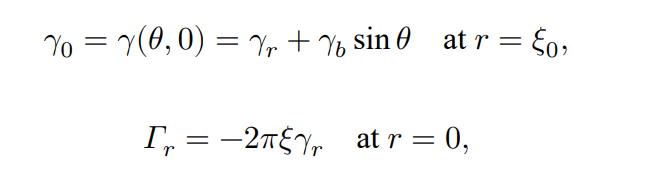 γ₀ = γ(θ, 0) = γᵣ + γ_b sin θ at r = ξ₀,
Γᵣ = −2πξγᵣ at r = 0,